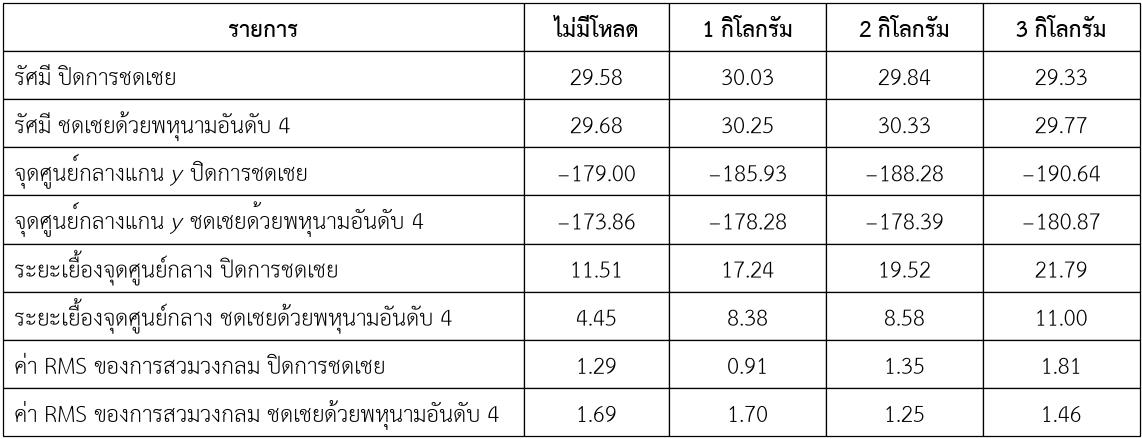 รายการ ไม่มีโหลด 1 กิโลกรัม 2 กิโลกรัม 3 กิโลกรัม
รัศมี ปิดการชดเชย 29.58 30.03 29.84 29.33
รัศมี ชดเชยด้วยพหุนามอันดับ 4 29.68 30.25 30.33 29.77
จุดศูนย์กลางแกน y ปิดการชดเชย −179.00 −185.93 −188.28 −190.64
จุดศูนย์กลางแกน y ชดเชยด้วยพหุนามอันดับ 4 −173.86 −178.28 −178.39 −180.87
ระยะเยื้องจุดศูนย์กลาง ปิดการชดเชย 11.51 17.24 19.52 21.79
ระยะเยื้องจุดศูนย์กลาง ชดเชยด้วยพหุนามอันดับ 4 4.45 8.38 8.58 11.00
ค่า RMS ของการสวมวงกลม ปิดการชดเชย 1.29 0.91 1.35 1.81
ค่า RMS ของการสวมวงกลม ชดเชยด้วยพหุนามอันดับ 4 1.69 1.70 1.25 1.46